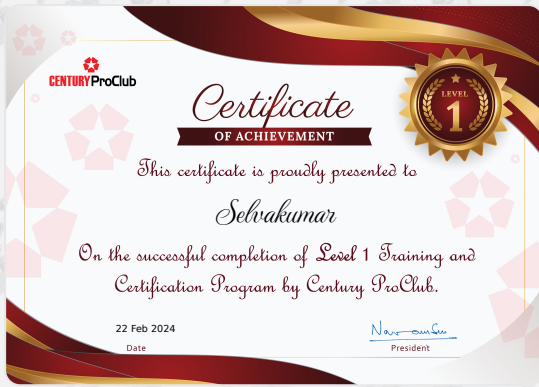 CENTURY ProClub
LEVEL
1
Certificate
OF ACHIEVEMENT
This certificate is proudly presented to
Selvakumar
On the successful completion of Level 1 Training and
Certification Program by Century ProClub.
22 Feb 2024
Date
President